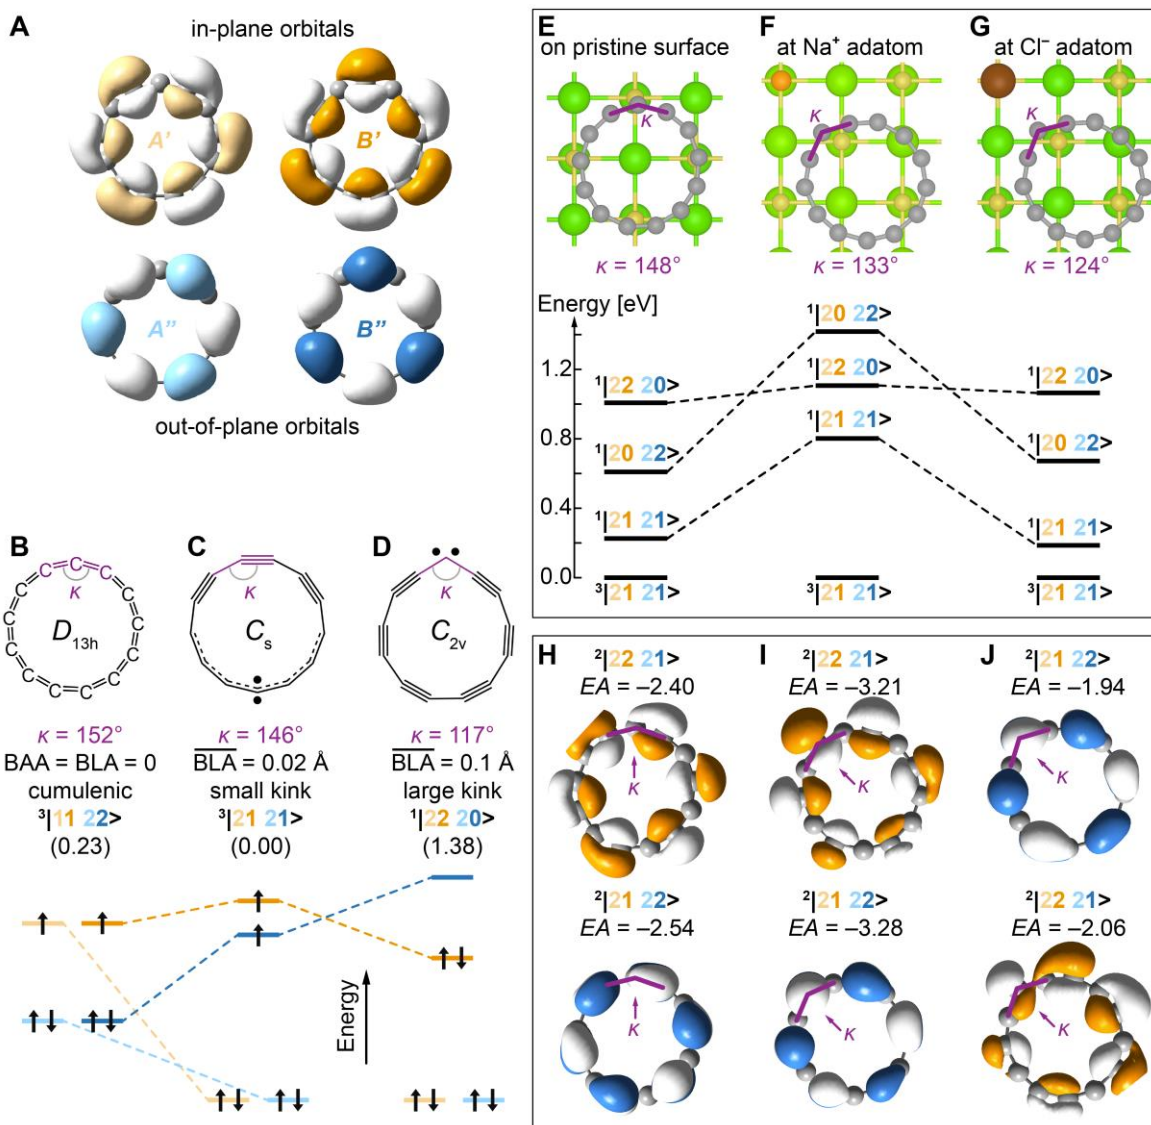 A
in-plane orbitals
A'
B'
A"
B"
out-of-plane orbitals
B
C
D
κ
κ
κ
D13h
Cs
C2v
C C C C C C C C C C C C C
κ = 152°
κ = 146°
κ = 117°
BAA = BLA = 0
BLA = 0.02 Å
BLA = 0.1 Å
cumulenic
small kink
large kink
³|11 22>
³|21 21>
¹|22 20>
(0.23)
(0.00)
(1.38)
Energy
E
F
G
on pristine surface
at Na⁺ adatom
at Cl⁻ adatom
κ
κ
κ
κ = 148°
κ = 133°
κ = 124°
Energy [eV]
1.2
0.8
0.4
0.0
¹|22 20>
¹|20 22>
¹|21 21>
³|21 21>
¹|20 22>
¹|22 20>
¹|21 21>
³|21 21>
¹|22 20>
¹|20 22>
¹|21 21>
³|21 21>
H
I
J
²|22 21>
²|22 21>
²|21 22>
EA = –2.40
EA = –3.21
EA = –1.94
κ
κ
κ
²|21 22>
²|21 22>
²|22 21>
EA = –2.54
EA = –3.28
EA = –2.06
κ
κ
κ